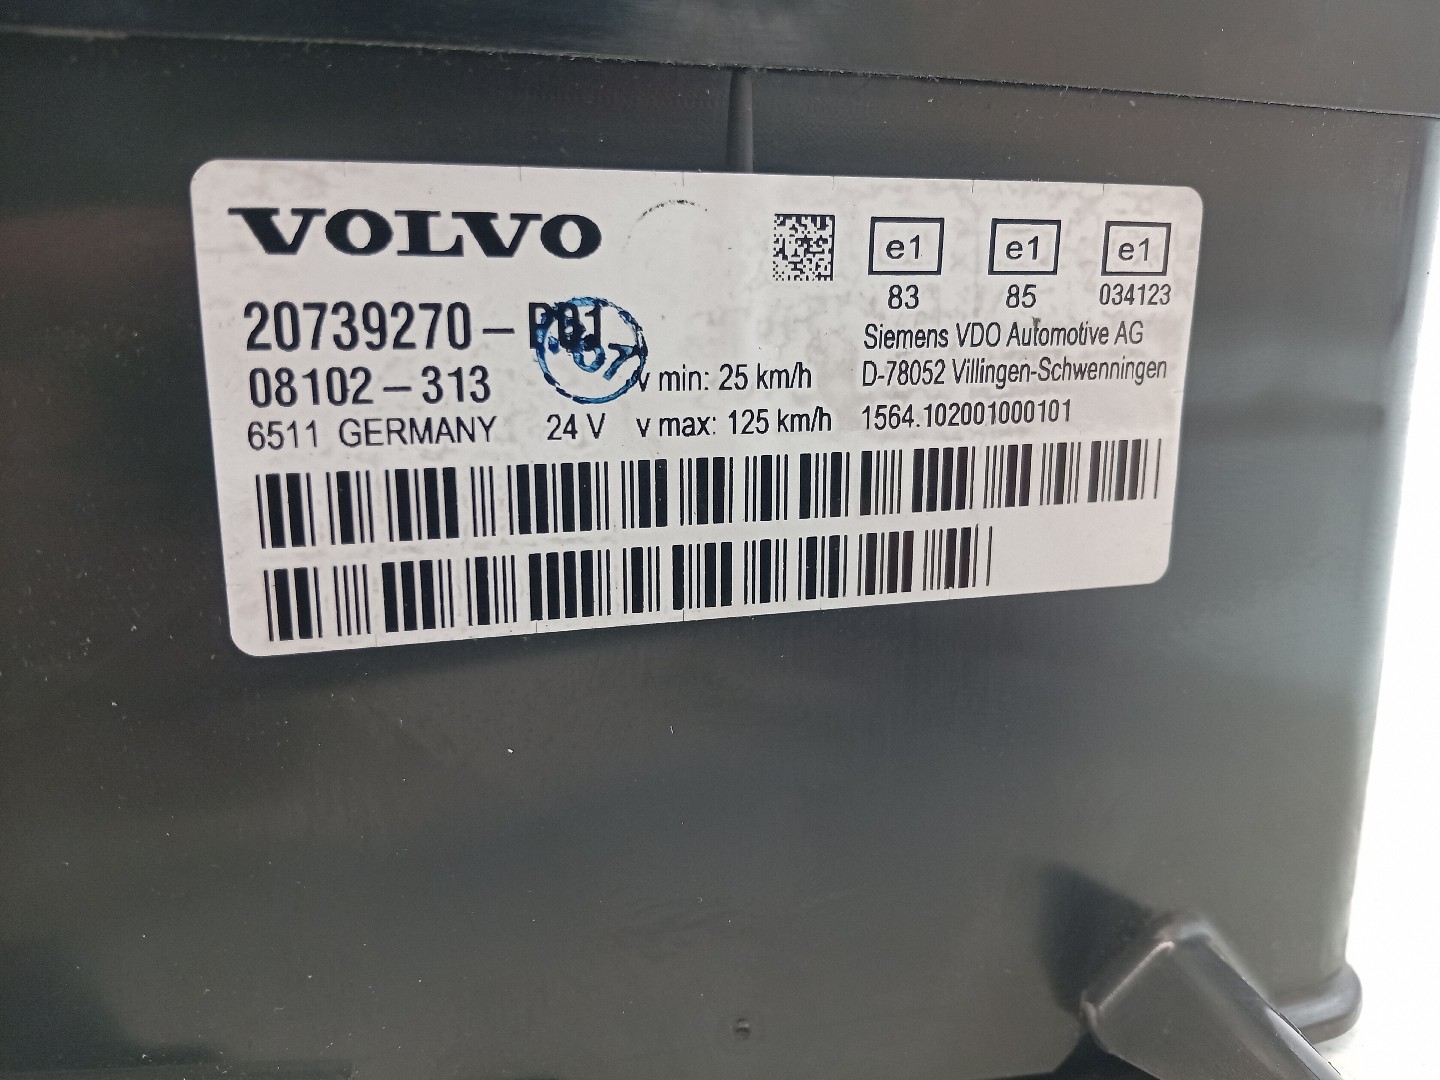 VOLVO
20739270-P01
08102-313
6511 GERMANY 24 V
v min: 25 km/h
v max: 125 km/h
e1 e1 e1
83 85 034123
Siemens VDO Automotive AG
D-78052 Villingen-Schwenningen
1564.102001000101